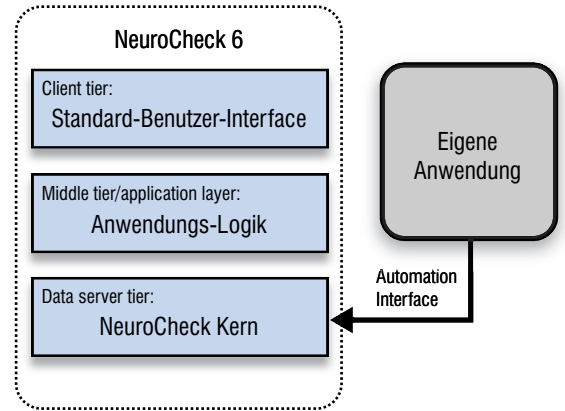 NeuroCheck 6
Client tier:
Standard-Benutzer-Interface
Middle tier/application layer:
Anwendungs-Logik
Data server tier:
NeuroCheck Kern
Eigene
Anwendung
Automation
Interface